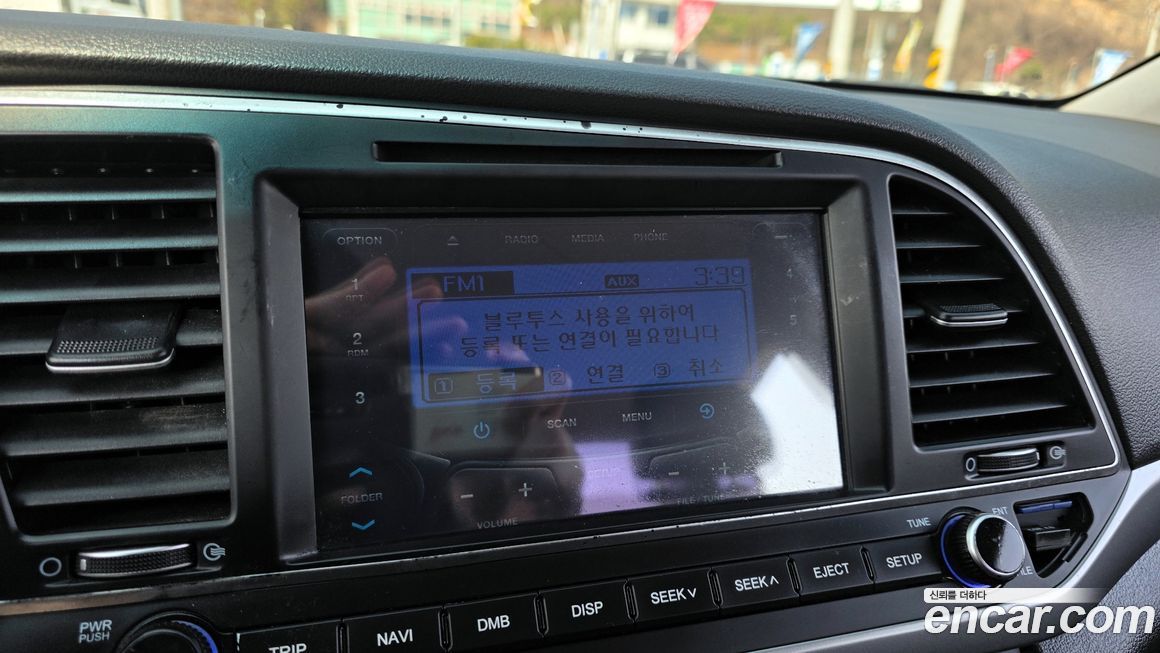 OPTION
RADIO
MEDIA
PHONE
1
RPT
2
RDM
3
4
5
FM1
AUX
3:39
블루투스 사용을 위하여
등록 또는 연결이 필요합니다
1 등록
2 연결
3 취소
SCAN
MENU
FOLDER
- +
VOLUME
SETUP
- +
FILE / TUNE
TUNE
ENT
PWR
PUSH
TRIP
NAVI
DMB
DISP
SEEK∨
SEEK∧
EJECT
SETUP
신뢰를 더하다
encar.com